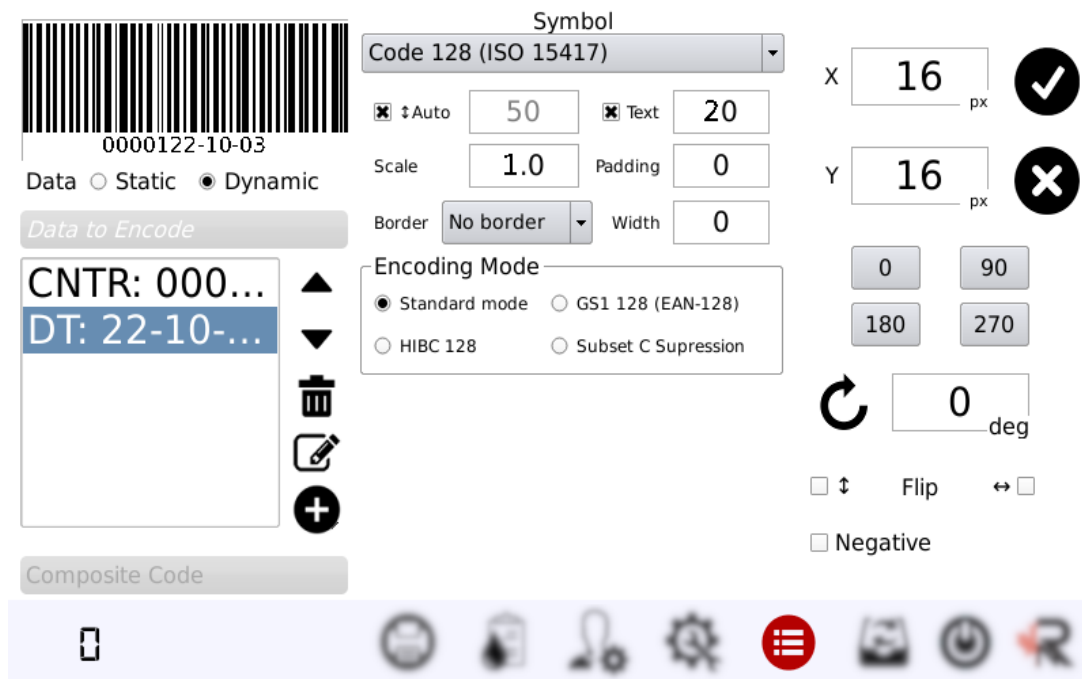 Symbol
Code 128 (ISO 15417)
0000122-10-03
Data Static Dynamic
Data to Encode
CNTR: 000...
DT: 22-10-...
Composite Code
↕Auto 50 Text 20
Scale 1.0 Padding 0
Border No border Width 0
Encoding Mode
Standard mode GS1 128 (EAN-128)
HIBC 128 Subset C Supression
X 16 px
Y 16 px
0 90
180 270
0 deg
↕ Flip ↔
Negative
0